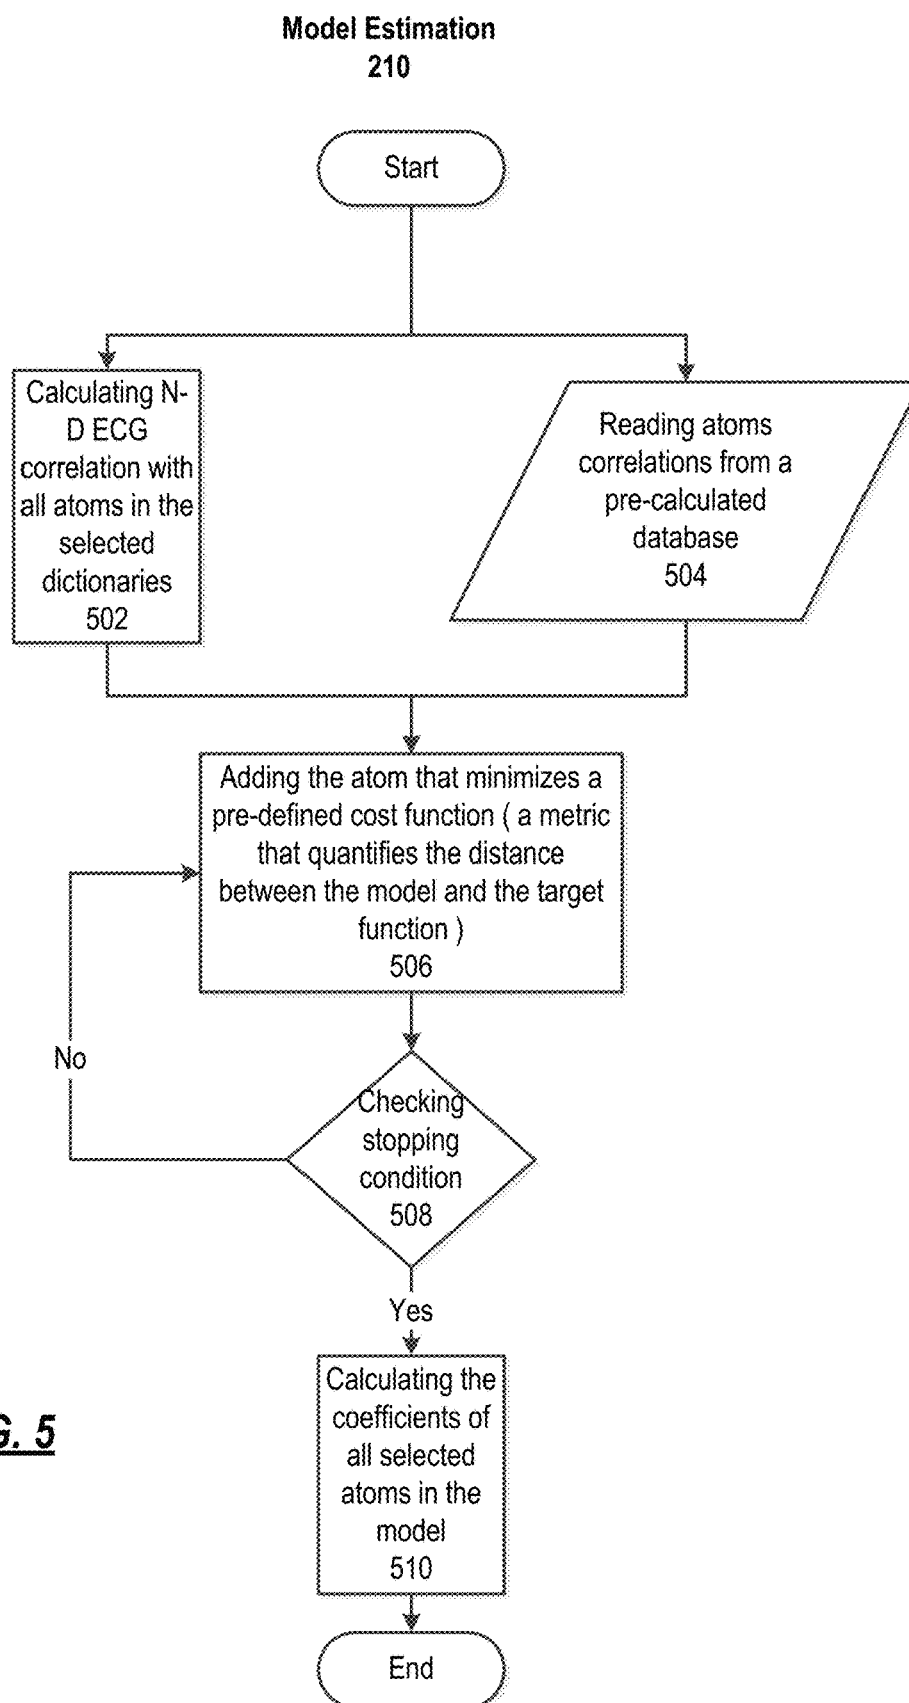 Model Estimation
210
Start
Calculating N-
D ECG
correlation with
all atoms in the
selected
dictionaries
502
Reading atoms
correlations from a
pre-calculated
database
504
Adding the atom that minimizes a
pre-defined cost function ( a metric
that quantifies the distance
between the model and the target
function )
506
No
Checking
stopping
condition
508
Yes
Calculating the
coefficients of
all selected
atoms in the
model
510
G. 5
End